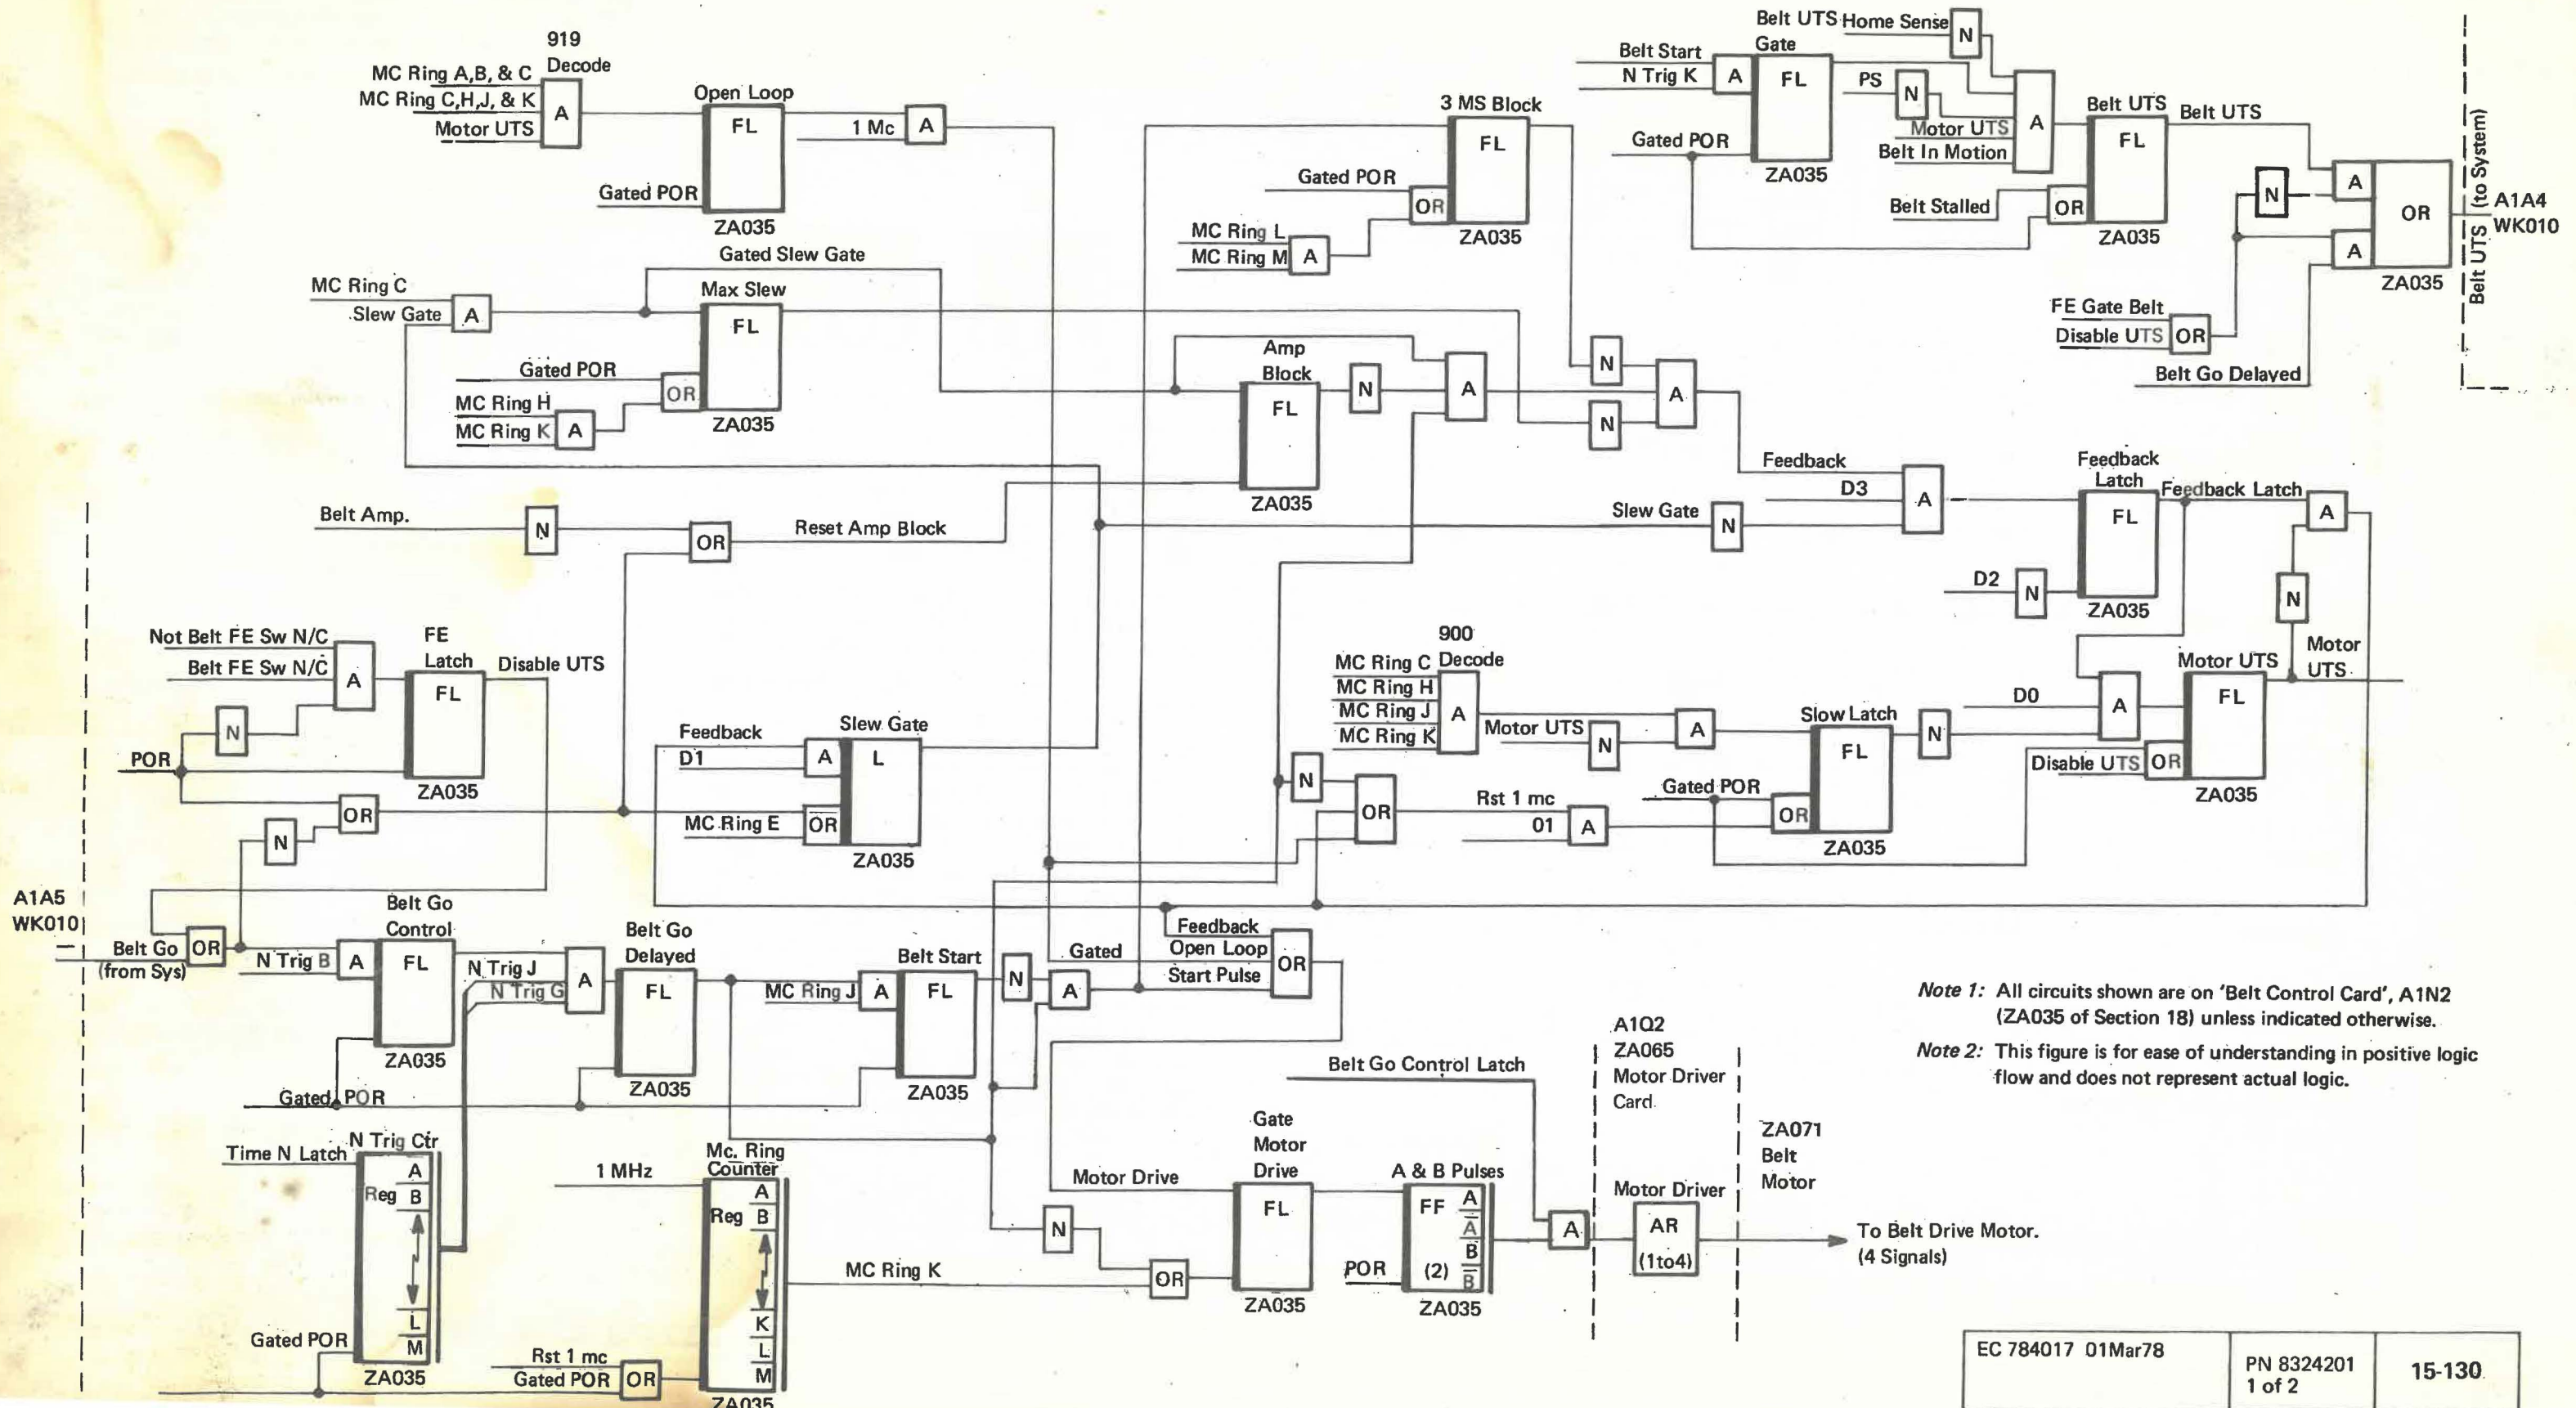 919
Decode
MC Ring A,B, & C
MC Ring C,H,J, & K
Motor UTS
A
Open Loop
FL
Gated POR
ZA035
1 Mc
A
Gated Slew Gate
MC Ring C
Slew Gate
A
Max Slew
FL
Gated POR
OR
MC Ring H
MC Ring K
A
ZA035
Belt Amp.
N
OR
Reset Amp Block
3 MS Block
FL
Gated POR
OR
MC Ring L
MC Ring M
A
ZA035
Amp
Block
FL
ZA035
N
A
N
N
A
Belt UTS
Gate
Home Sense
N
Belt Start
N Trig K
A
FL
Gated POR
ZA035
PS
N
Motor UTS
Belt In Motion
A
Belt Stalled
OR
Belt UTS
FL
ZA035
Belt UTS
N
A
A
OR
ZA035
FE Gate Belt
Disable UTS
OR
Belt Go Delayed
Belt UTS (to System)
A1A4
WK010
Feedback
D3
Slew Gate
N
A
Feedback
Latch
FL
ZA035
Feedback Latch
A
D2
N
N
Motor
UTS
Not Belt FE Sw N/C
Belt FE Sw N/C
A
N
POR
FE
Latch
FL
ZA035
Disable UTS
OR
N
Feedback
D1
A
Slew Gate
L
MC Ring E
OR
ZA035
900
Decode
MC Ring C
MC Ring H
MC Ring J
MC Ring K
A
Motor UTS
N
A
Slow Latch
FL
Gated POR
OR
ZA035
N
D0
A
Motor UTS
FL
Disable UTS
OR
ZA035
N
OR
Rst 1 mc
01
A
A1A5
WK010
Belt Go
(from Sys)
OR
N Trig B
A
Belt Go
Control
FL
ZA035
N Trig J
N Trig G
A
Belt Go
Delayed
FL
ZA035
MC Ring J
A
Belt Start
FL
ZA035
N
A
Gated
Feedback
Open Loop
Start Pulse
OR
Gated POR
Time N Latch
N Trig Ctr
Reg
A
B
L
M
ZA035
Gated POR
1 MHz
Mc. Ring
Counter
Reg
A
B
K
L
M
ZA035
Rst 1 mc
Gated POR
OR
MC Ring K
N
OR
Motor Drive
Gate
Motor
Drive
FL
ZA035
A & B Pulses
FF
(2)
A
A̅
B
B̅
POR
ZA035
Belt Go Control Latch
A
A1Q2
ZA065
Motor Driver
Card
Motor Driver
AR
(1to4)
ZA071
Belt
Motor
To Belt Drive Motor.
(4 Signals)
Note 1: All circuits shown are on ‘Belt Control Card’, A1N2
(ZA035 of Section 18) unless indicated otherwise.
Note 2: This figure is for ease of understanding in positive logic
flow and does not represent actual logic.
EC 784017 01Mar78
PN 8324201
1 of 2
15-130